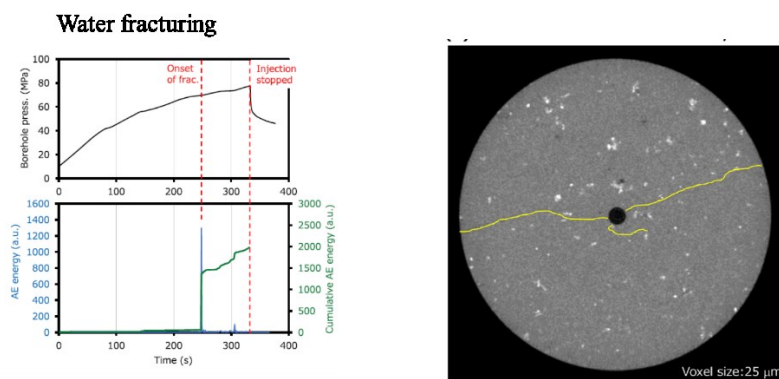 Water fracturing
100
80
60
40
20
0
Borehole press. (MPa)
Onset
of frac.
Injection
stopped
0 100 200 300 400
1600
1400
1200
1000
800
600
400
200
0
AE energy (a.u.)
3000
2500
2000
1500
1000
500
0
Cumulative AE energy (a.u.)
0 100 200 300 400
Time (s)
Voxel size:25 μm